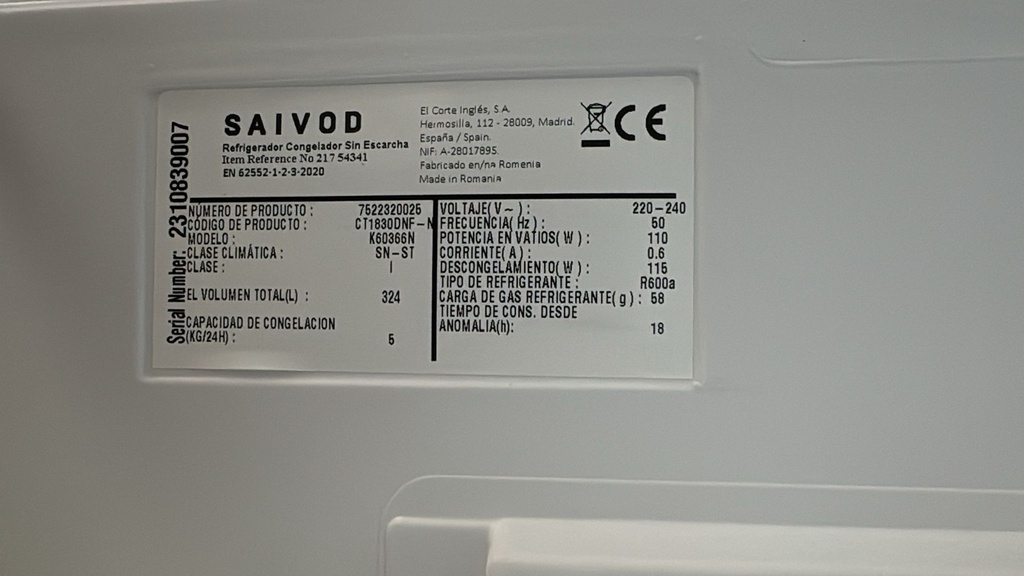 SAIVOD
Refrigerador Congelador Sin Escarcha
Item Reference No 217 54341
EN 62552-1-2-3-2020
El Corte Inglés, S.A.
Hermosilla, 112 - 28009, Madrid.
España / Spain.
NIF: A-28017895.
Fabricado en/na Romenia
Made in Romania
CE
Serial Number: 2310839007
NÚMERO DE PRODUCTO : 7522320025
CÓDIGO DE PRODUCTO : CT1830DNF-N
MODELO : K60366N
CLASE CLIMÁTICA : SN-ST
CLASE : I
EL VOLUMEN TOTAL(L) : 324
CAPACIDAD DE CONGELACION
(KG/24H) : 5
VOLTAJE( V ~ ) : 220-240
FRECUENCIA( Hz ) : 50
POTENCIA EN VATIOS( W ) : 110
CORRIENTE( A ) : 0.6
DESCONGELAMIENTO( W ) : 115
TIPO DE REFRIGERANTE : R600a
CARGA DE GAS REFRIGERANTE( g ) : 58
TIEMPO DE CONS. DESDE
ANOMALIA(h): 18